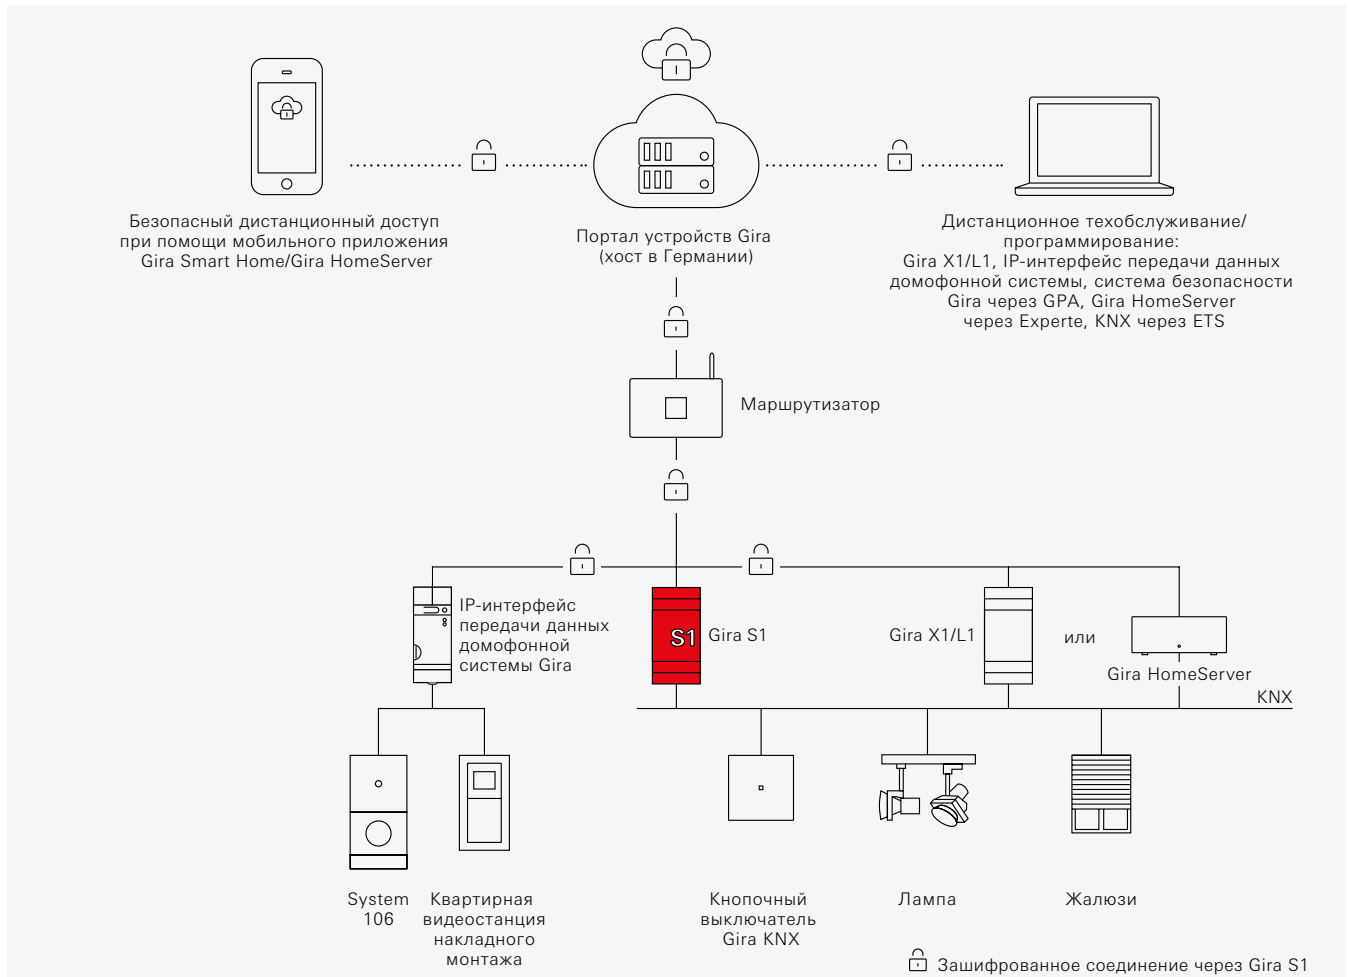 Безопасный дистанционный доступ
при помощи мобильного приложения
Gira Smart Home/Gira HomeServer
Портал устройств Gira
(хост в Германии)
Дистанционное техобслуживание/
программирование:
Gira X1/L1, IP-интерфейс передачи данных
домофонной системы, система безопасности
Gira через GPA, Gira HomeServer
через Experte, KNX через ETS
Маршрутизатор
IP-интерфейс
передачи данных
домофонной
системы Gira
S1
Gira S1
Gira X1/L1
или
Gira HomeServer
KNX
System
106
Квартирная
видеостанция
накладного
монтажа
Кнопочный
выключатель
Gira KNX
Лампа
Жалюзи
Зашифрованное соединение через Gira S1